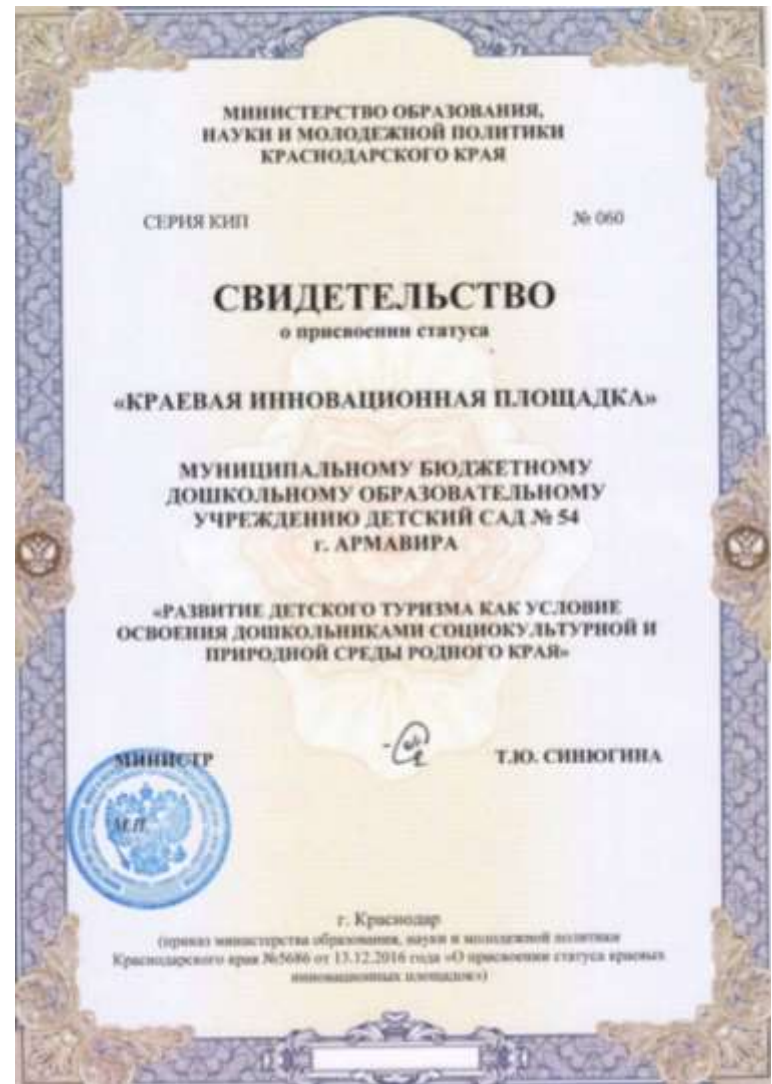 МИНИСТЕРСТВО ОБРАЗОВАНИЯ,
НАУКИ И МОЛОДЕЖНОЙ ПОЛИТИКИ
КРАСНОДАРСКОГО КРАЯ
СЕРИЯ КИП № 060
СВИДЕТЕЛЬСТВО
о присвоении статуса
«КРАЕВАЯ ИННОВАЦИОННАЯ ПЛОЩАДКА»
МУНИЦИПАЛЬНОМУ БЮДЖЕТНОМУ
ДОШКОЛЬНОМУ ОБРАЗОВАТЕЛЬНОМУ
УЧРЕЖДЕНИЮ ДЕТСКИЙ САД № 54
г. АРМАВИРА
«РАЗВИТИЕ ДЕТСКОГО ТУРИЗМА КАК УСЛОВИЕ
ОСВОЕНИЯ ДОШКОЛЬНИКАМИ СОЦИОКУЛЬТУРНОЙ И
ПРИРОДНОЙ СРЕДЫ РОДНОГО КРАЯ»
МИНИСТР Т.Ю. СИНЮГИНА
М.П.
г. Краснодар
(приказ министерства образования, науки и молодежной политики
Краснодарского края №5686 от 13.12.2016 года «О присвоении статуса краевых
инновационных площадок»)